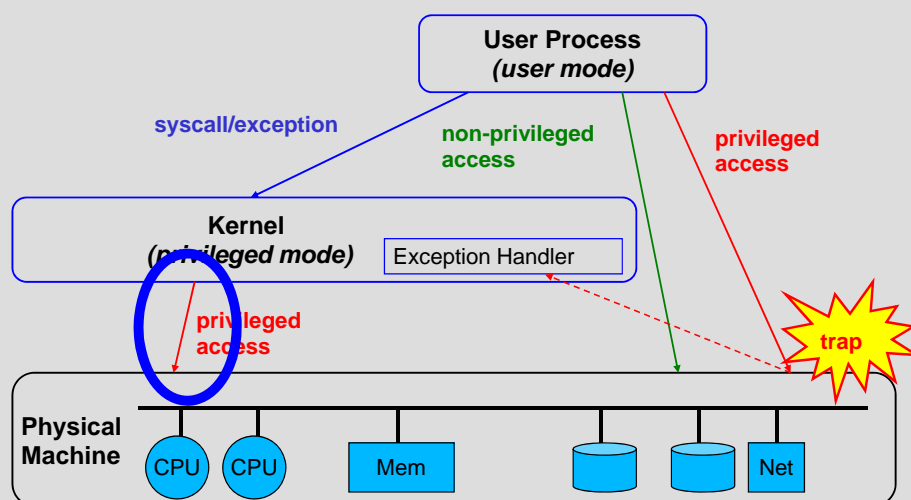 User Process
(user mode)
syscall/exception
non-privileged
access
privileged
access
Kernel
(privileged mode)
Exception Handler
privileged
access
trap
Physical
Machine
CPU
CPU
Mem
Net